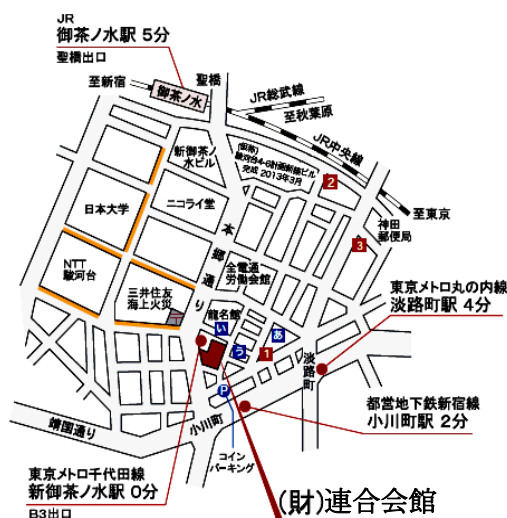 JR
御茶ノ水駅 5分
聖橋出口
至新宿
聖橋
御茶ノ水
JR総武線
至秋葉原
JR中央線
至東京
新御茶ノ
水ビル
(仮称)
駿河台4-6計画新築ビル
完成 2013年3月
2
日本大学
ニコライ堂
神田
郵便局
3
本郷通り
NTT
駿河台
全電通
労働会館
三井住友
海上火災
龍名館
い
う
あ
1
東京メトロ丸の内線
淡路町駅 4分
淡路町
P
都営地下鉄新宿線
小川町駅 2分
小川町
靖国通り
コイン
パーキング
東京メトロ千代田線
新御茶ノ水駅 0分
B3出口
(財)連合会館